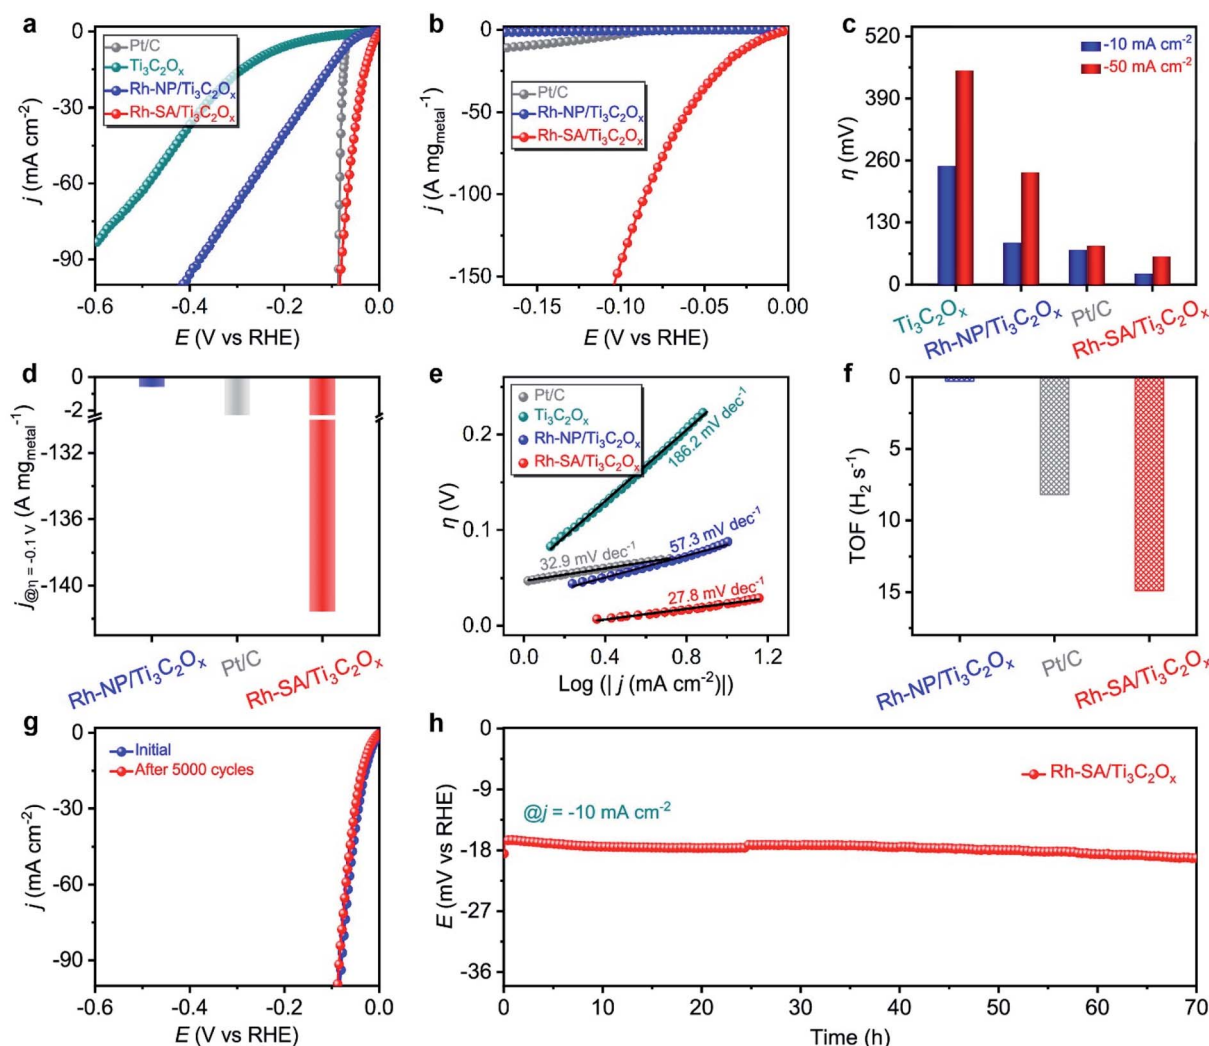 a
Pt/C
Ti₃C₂Oₓ
Rh-NP/Ti₃C₂Oₓ
Rh-SA/Ti₃C₂Oₓ
0
-30
-60
-90
j (mA cm⁻²)
-0.6
-0.4
-0.2
0.0
E (V vs RHE)
b
Pt/C
Rh-NP/Ti₃C₂Oₓ
Rh-SA/Ti₃C₂Oₓ
0
-50
-100
-150
j (A mg_metal⁻¹)
-0.15
-0.10
-0.05
0.00
E (V vs RHE)
c
-10 mA cm⁻²
-50 mA cm⁻²
520
390
260
130
0
η (mV)
Ti₃C₂Oₓ
Rh-NP/Ti₃C₂Oₓ
Pt/C
Rh-SA/Ti₃C₂Oₓ
d
0
-2
-132
-136
-140
j@η = -0.1 V (A mg_metal⁻¹)
Rh-NP/Ti₃C₂Oₓ
Pt/C
Rh-SA/Ti₃C₂Oₓ
e
Pt/C
Ti₃C₂Oₓ
Rh-NP/Ti₃C₂Oₓ
Rh-SA/Ti₃C₂Oₓ
186.2 mV dec⁻¹
57.3 mV dec⁻¹
32.9 mV dec⁻¹
27.8 mV dec⁻¹
0.2
0.1
0.0
η (V)
0.0
0.4
0.8
1.2
Log (| j (mA cm⁻²)|)
f
0
5
10
15
TOF (H₂ s⁻¹)
Rh-NP/Ti₃C₂Oₓ
Pt/C
Rh-SA/Ti₃C₂Oₓ
g
Initial
After 5000 cycles
0
-30
-60
-90
j (mA cm⁻²)
-0.6
-0.4
-0.2
0.0
E (V vs RHE)
h
Rh-SA/Ti₃C₂Oₓ
@j = -10 mA cm⁻²
0
-9
-18
-27
-36
E (mV vs RHE)
0
10
20
30
40
50
60
70
Time (h)